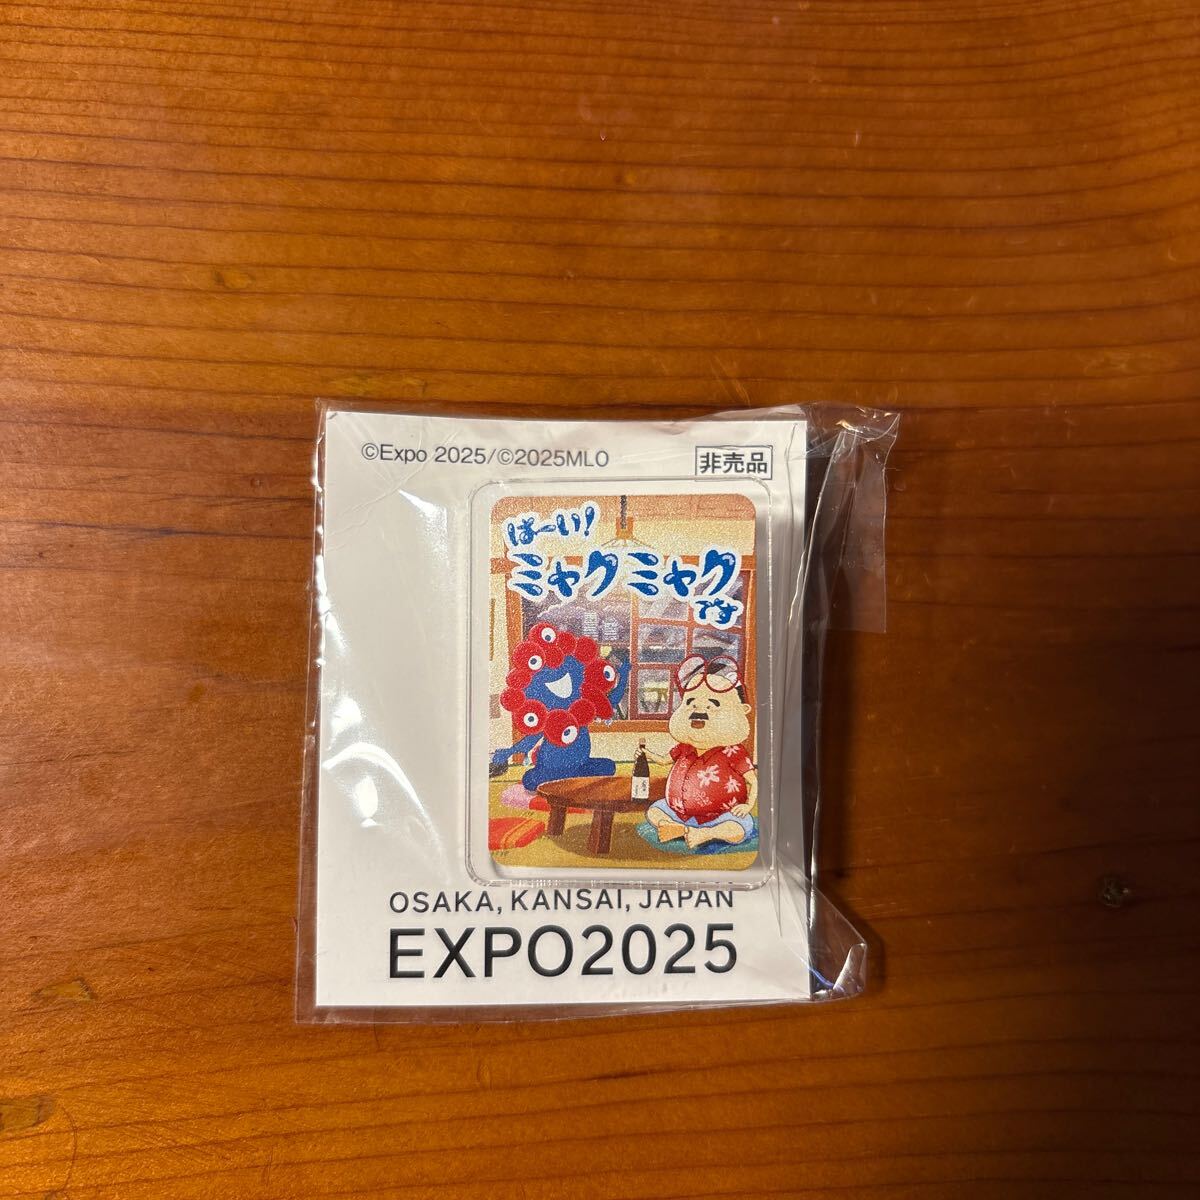 ©Expo 2025/©2025MLO
非売品
はーい!
ミャクミャク
です
OSAKA, KANSAI, JAPAN
EXPO2025